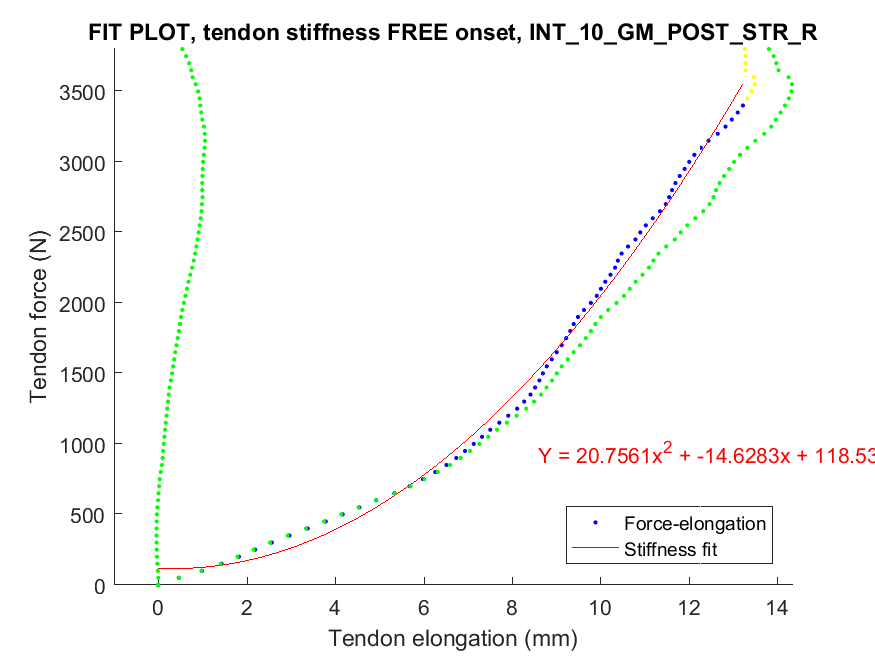 FIT PLOT, tendon stiffness FREE onset, INT_10_GM_POST_STR_R
3500
3000
2500
2000
1500
1000
500
0
Tendon force (N)
Y = 20.7561x² + -14.6283x + 118.53
Force-elongation
Stiffness fit
0 2 4 6 8 10 12 14
Tendon elongation (mm)